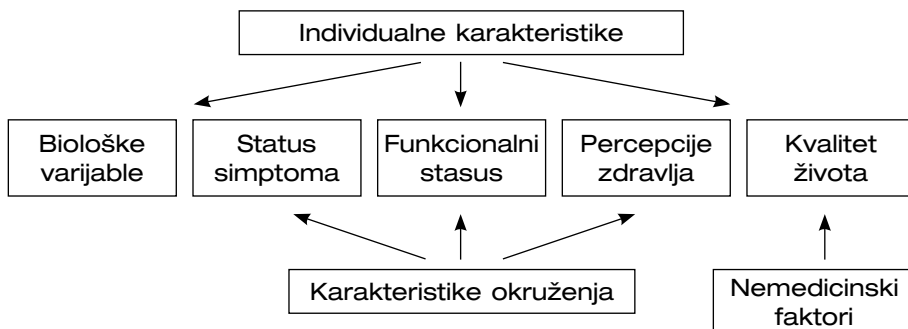 Individualne karakteristike
Biološke
varijable
Status
simptoma
Funkcionalni
stasus
Percepcije
zdravlja
Kvalitet
života
Karakteristike okruženja
Nemedicinski
faktori